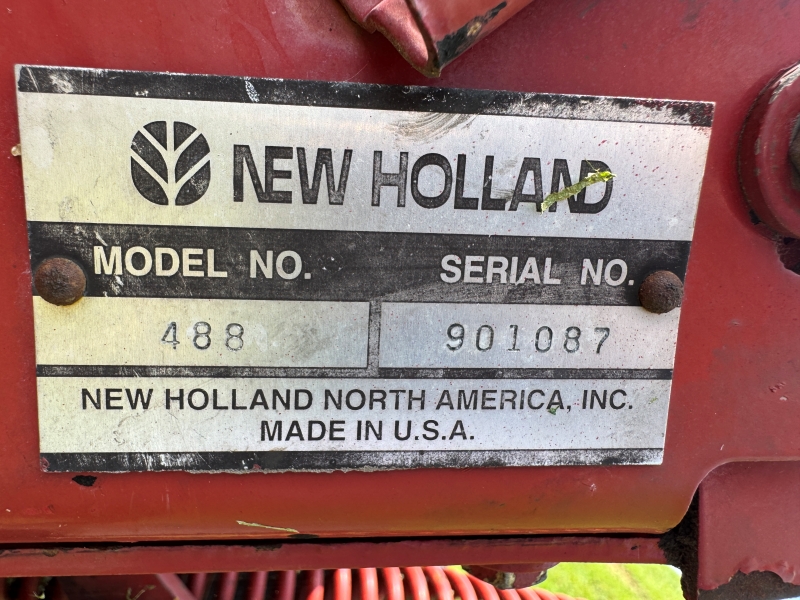 NEW HOLLAND
MODEL NO. SERIAL NO.
488 901087
NEW HOLLAND NORTH AMERICA, INC.
MADE IN U.S.A.